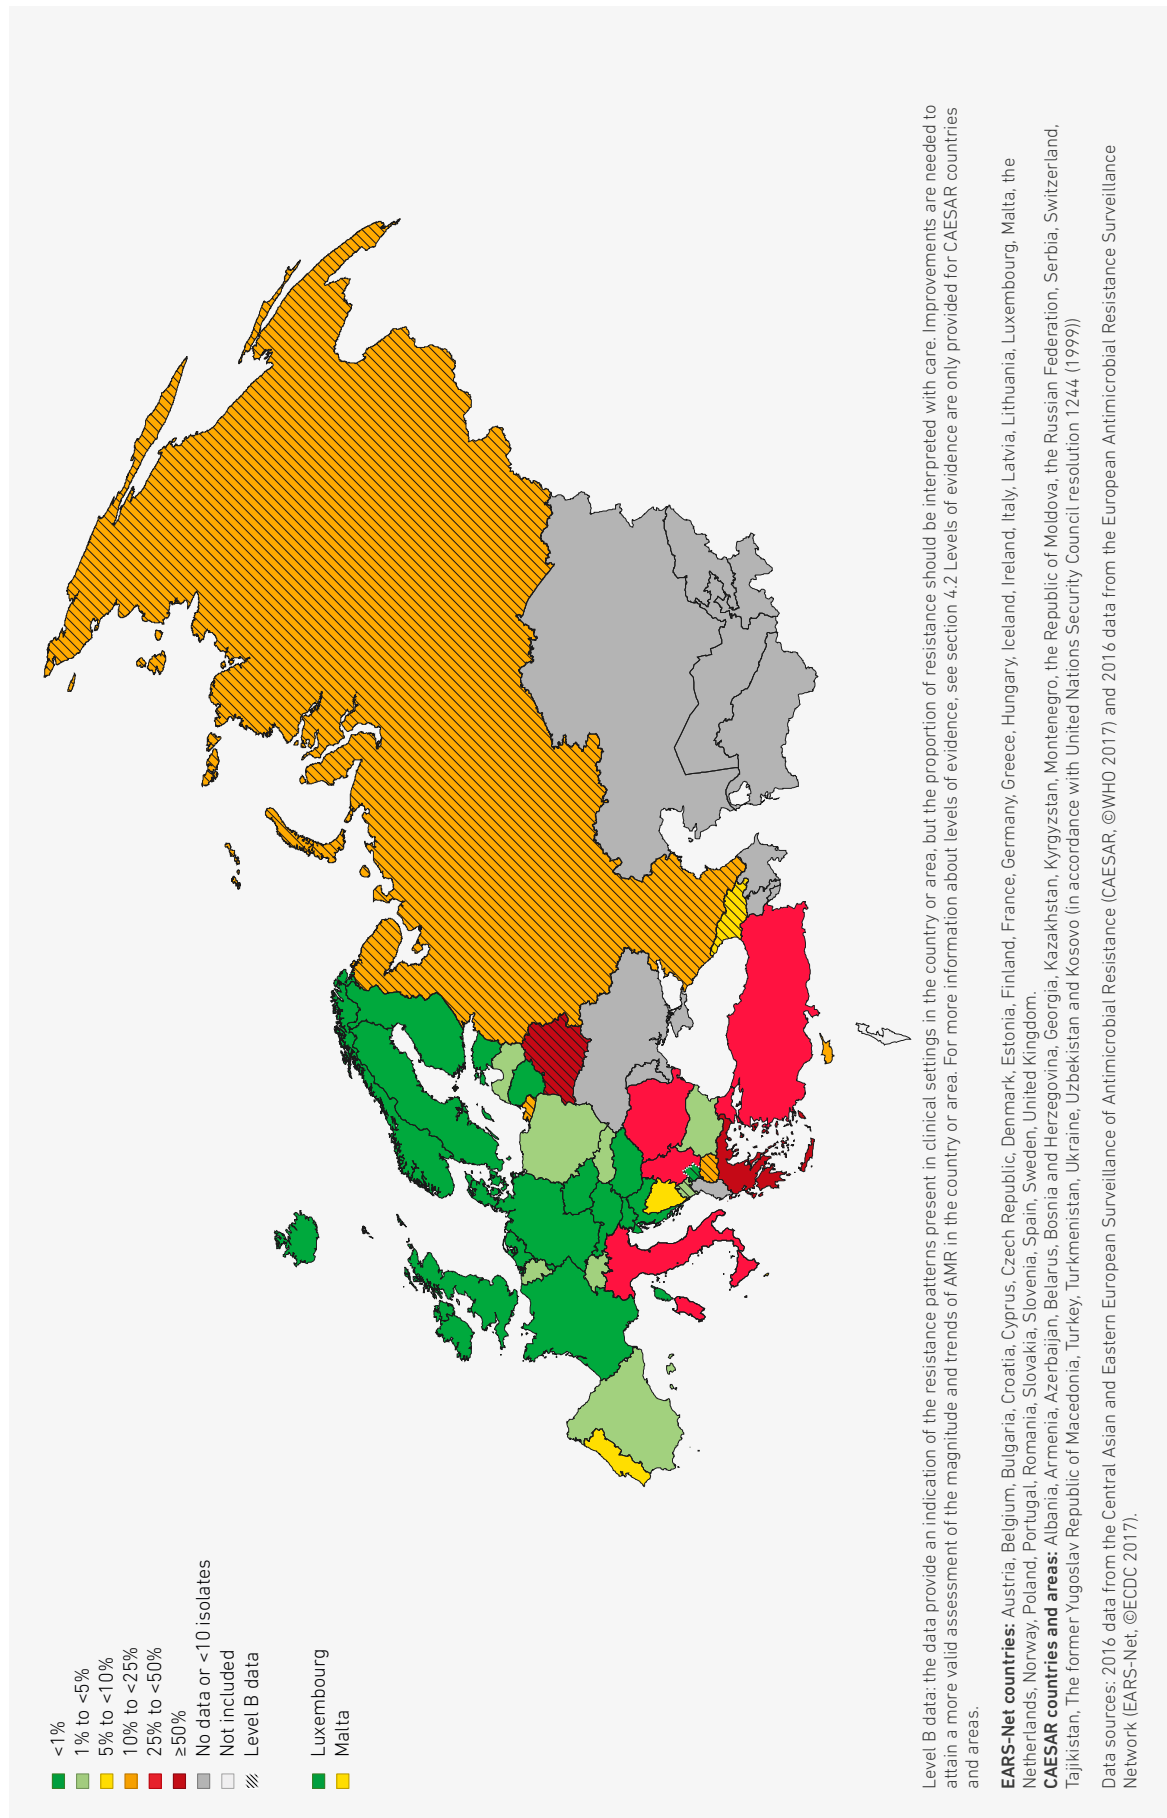 <1%
1% to <5%
5% to <10%
10% to <25%
25% to <50%
≥50%
No data or <10 isolates
Not included
Level B data
Luxembourg
Malta
Level B data: the data provide an indication of the resistance patterns present in clinical settings in the country or area, but the proportion of resistance should be interpreted with care. Improvements are needed to
attain a more valid assessment of the magnitude and trends of AMR in the country or area. For more information about levels of evidence, see section 4.2 Levels of evidence are only provided for CAESAR countries
and areas.
EARS-Net countries: Austria, Belgium, Bulgaria, Croatia, Cyprus, Czech Republic, Denmark, Estonia, Finland, France, Germany, Greece, Hungary, Iceland, Ireland, Italy, Latvia, Lithuania, Luxembourg, Malta, the
Netherlands, Norway, Poland, Portugal, Romania, Slovakia, Slovenia, Spain, Sweden, United Kingdom.
CAESAR countries and areas: Albania, Armenia, Azerbaijan, Belarus, Bosnia and Herzegovina, Georgia, Kazakhstan, Kyrgyzstan, Montenegro, the Republic of Moldova, the Russian Federation, Serbia, Switzerland,
Tajikistan, The former Yugoslav Republic of Macedonia, Turkey, Turkmenistan, Ukraine, Uzbekistan and Kosovo (in accordance with United Nations Security Council resolution 1244 (1999))
Data sources: 2016 data from the Central Asian and Eastern European Surveillance of Antimicrobial Resistance (CAESAR, ©WHO 2017) and 2016 data from the European Antimicrobial Resistance Surveillance
Network (EARS-Net, ©ECDC 2017).